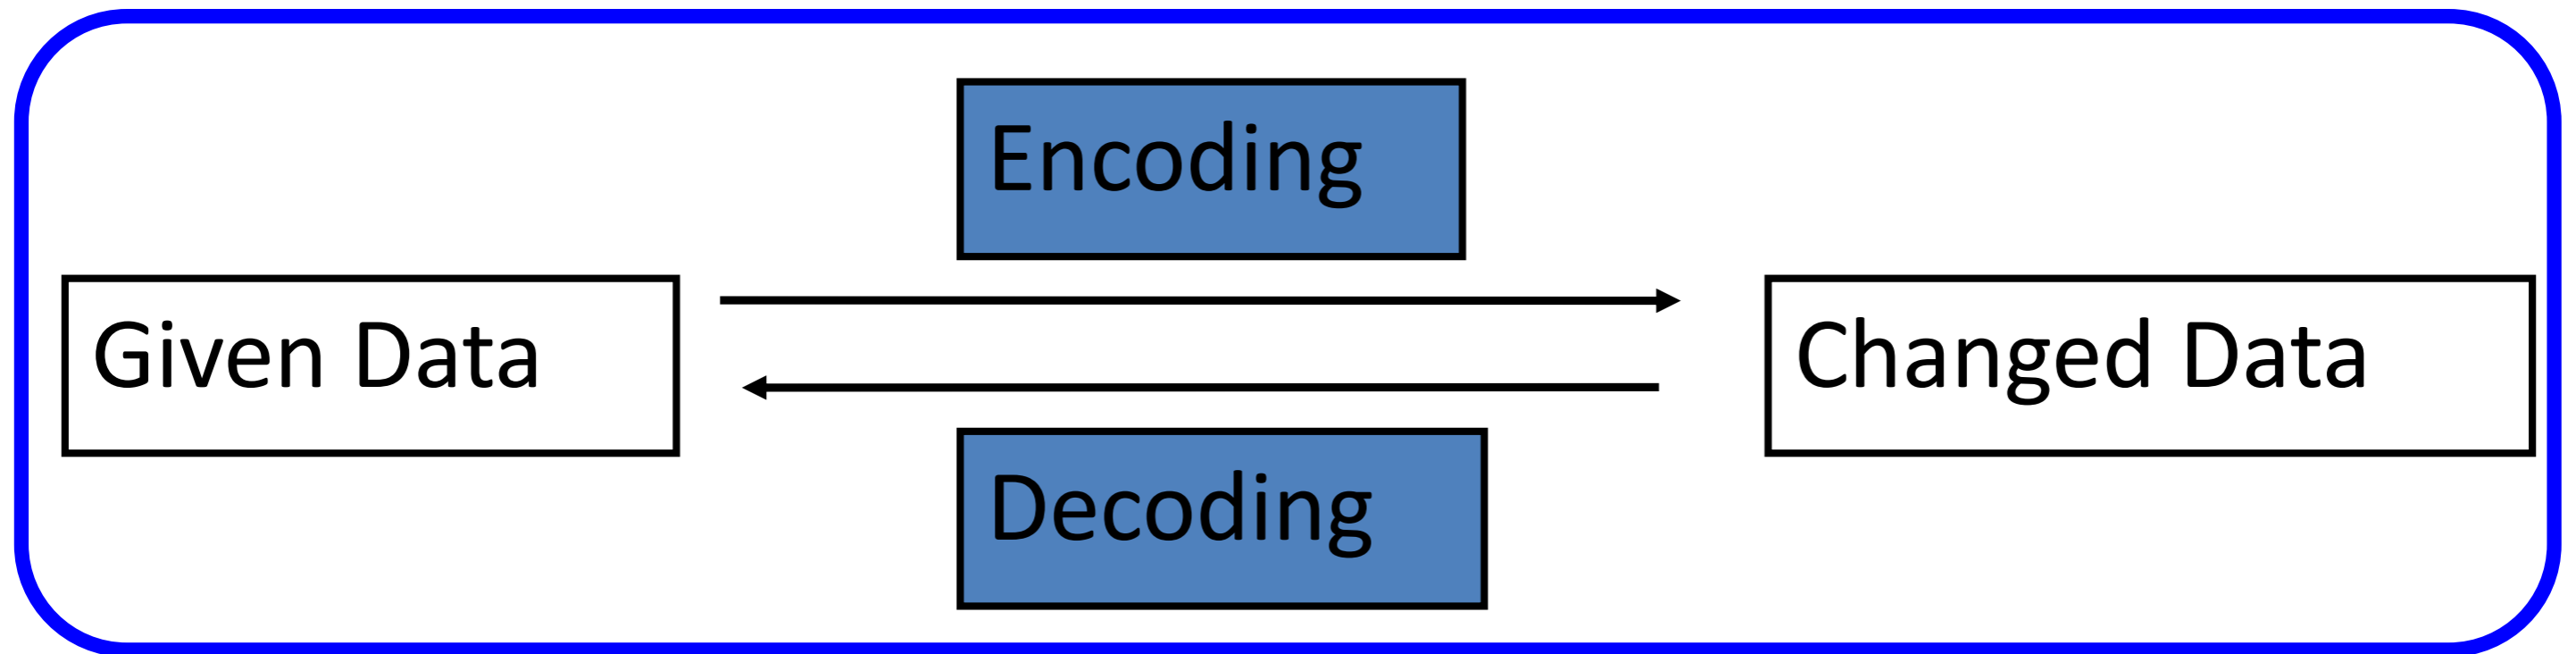 Encoding
Given Data
Changed Data
Decoding